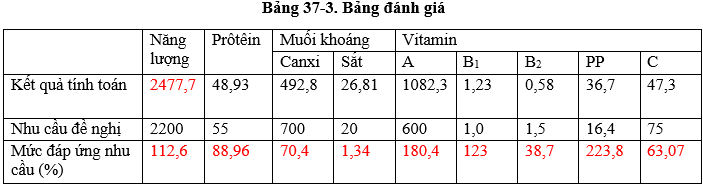 Bảng 37-3. Bảng đánh giá
Năng lượng Prôtêin Muối khoáng Vitamin
Canxi Sắt A B1 B2 PP C
Kết quả tính toán 2477,7 48,93 492,8 26,81 1082,3 1,23 0,58 36,7 47,3
Nhu cầu đề nghị 2200 55 700 20 600 1,0 1,5 16,4 75
Mức đáp ứng nhu cầu (%) 112,6 88,96 70,4 1,34 180,4 123 38,7 223,8 63,07